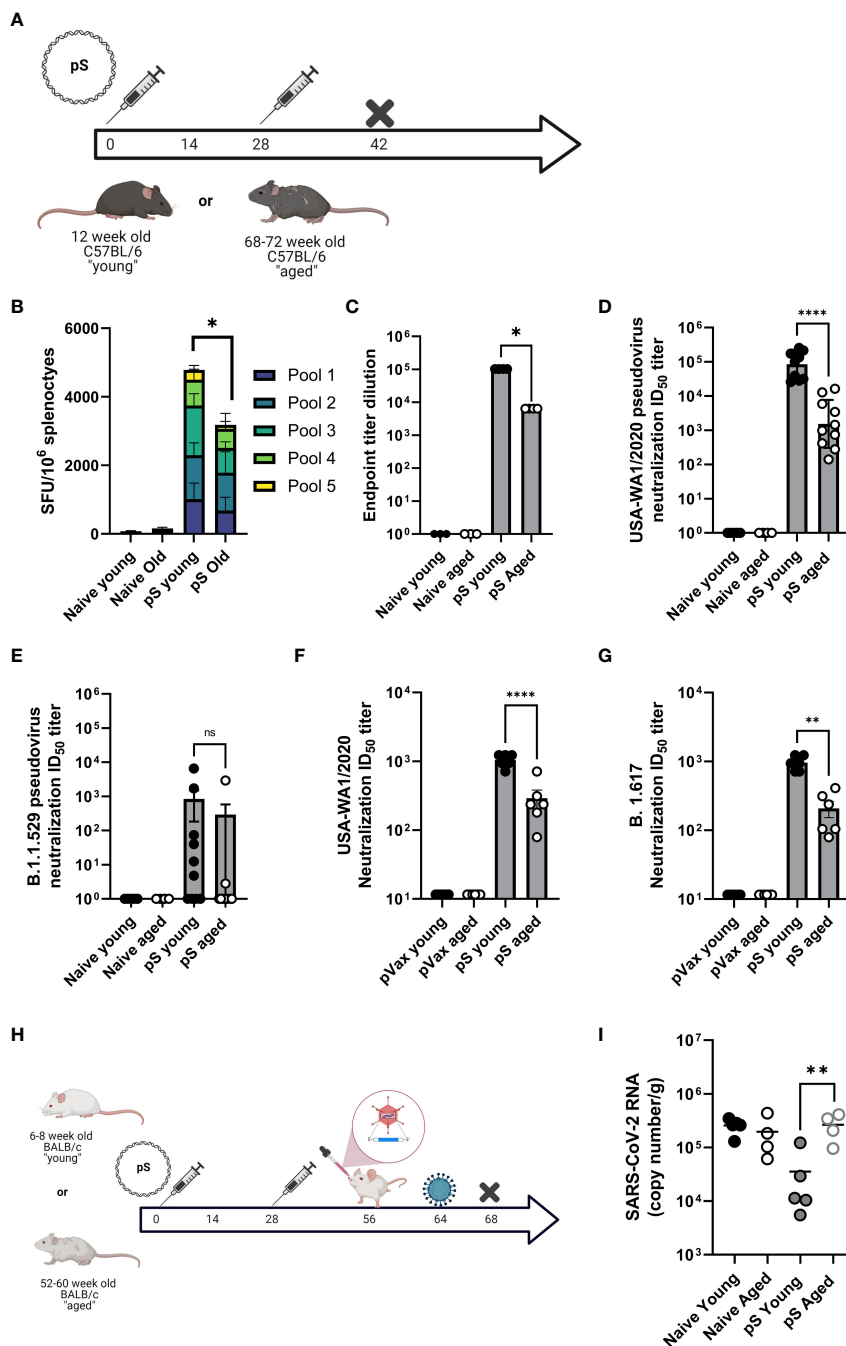 A
pS
0 14 28 42
or
12 week old
C57BL/6
"young"
68-72 week old
C57BL/6
"aged"
B
SFU/10⁶ splenoctyes
6000
4000
2000
0
*
Pool 1
Pool 2
Pool 3
Pool 4
Pool 5
Naive young
Naive Old
pS young
pS Old
C
Endpoint titer dilution
10⁶
10⁵
10⁴
10³
10²
10¹
10⁰
*
Naive young
Naive aged
pS young
pS Aged
D
USA-WA1/2020 pseudovirus
neutralization ID₅₀ titer
10⁶
10⁵
10⁴
10³
10²
10¹
10⁰
****
Naive young
Naive aged
pS young
pS aged
E
B.1.1.529 pseudovirus
neutralization ID₅₀ titer
10⁶
10⁵
10⁴
10³
10²
10¹
10⁰
ns
Naive young
Naive aged
pS young
pS aged
F
USA-WA1/2020
Neutralization ID₅₀ titer
10⁴
10³
10²
10¹
****
pVax young
pVax aged
pS young
pS aged
G
B. 1.617
Neutralization ID₅₀ titer
10⁴
10³
10²
10¹
**
pVax young
pVax aged
pS young
pS aged
H
6-8 week old
BALB/c
"young"
or
pS
52-60 week old
BALB/c
"aged"
0 14 28 56 64 68
I
SARS-CoV-2 RNA
(copy number/g)
10⁷
10⁶
10⁵
10⁴
10³
**
Naive Young
Naive Aged
pS Young
pS Aged